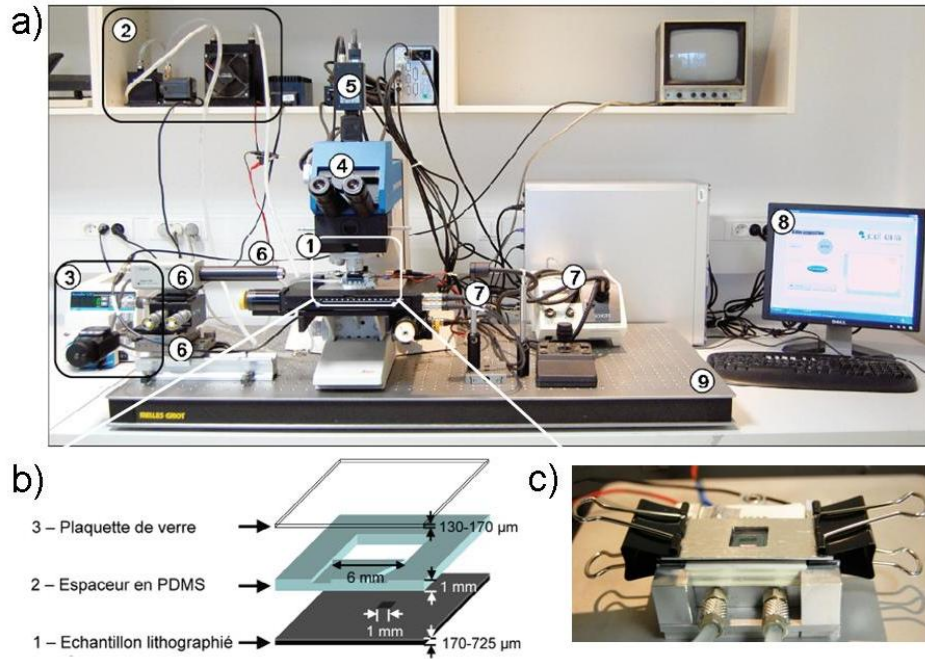 a)
2
5
4
1
6
3
6
7
7
6
8
9
MELLES GRIOT
DELL
b)
3 – Plaquette de verre
130-170 µm
6 mm
2 – Espaceur en PDMS
1 mm
1 mm
1 – Echantillon lithographié
170-725 µm
c)